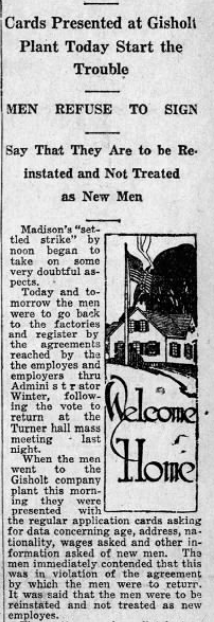 Cards Presented at Gisholt
Plant Today Start the
Trouble
MEN REFUSE TO SIGN
Say That They Are to be Re-
instated and Not Treated
as New Men
Madison's "set-
tled strike" by
noon began to
take on some
very doubtful as-
pects.
Today and to-
morrow the men
were to go back
to the factories
and register by
the agreements
reached by the
the employes and
employers thru
Administrator
Winter, follow-
ing the vote to
return at the
Turner hall mass
meeting last
night.
When the men
went to the
Gisholt company
plant this morn-
ing they were
presented with
the regular application cards asking
for data concerning age, address, na-
tionality, wages asked and other in-
formation asked of new men. The
men immediately contended that this
was in violation of the agreement
by which the men were to return.
It was said that the men were to be
reinstated and not treated as new
employes.
Welcome
Home